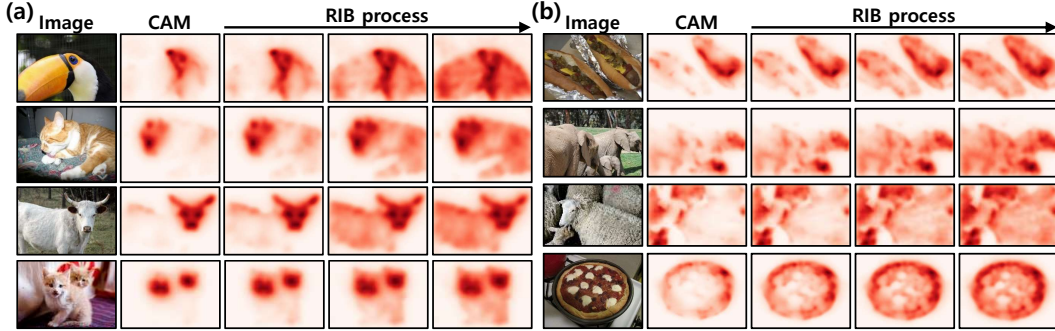 (a)
Image
CAM
RIB process
(b)
Image
CAM
RIB process